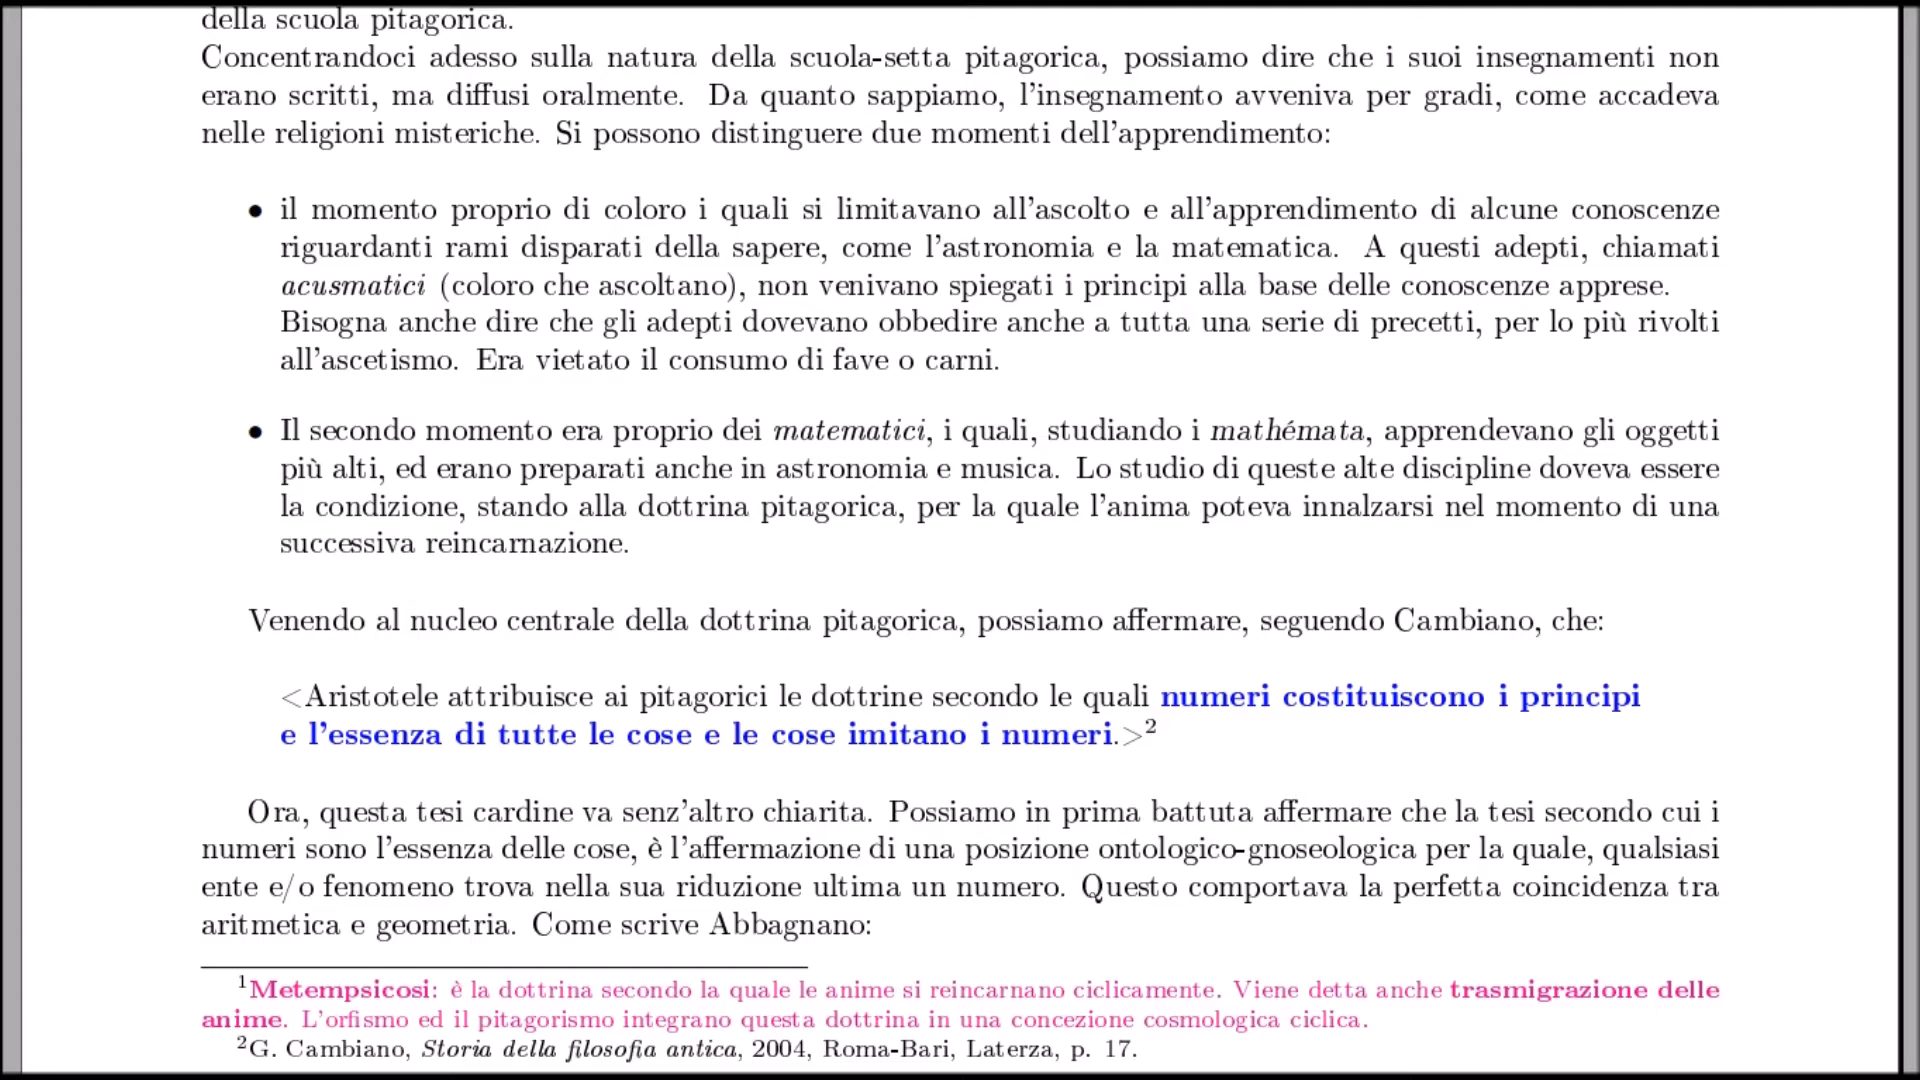 della scuola pitagorica.
Concentrandoci adesso sulla natura della scuola-setta pitagorica, possiamo dire che i suoi insegnamenti non
erano scritti, ma diffusi oralmente. Da quanto sappiamo, l'insegnamento avveniva per gradi, come accadeva
nelle religioni misteriche. Si possono distinguere due momenti dell'apprendimento:
• il momento proprio di coloro i quali si limitavano all'ascolto e all'apprendimento di alcune conoscenze
riguardanti rami disparati della sapere, come l'astronomia e la matematica. A questi adepti, chiamati
acusmatici (coloro che ascoltano), non venivano spiegati i principi alla base delle conoscenze apprese.
Bisogna anche dire che gli adepti dovevano obbedire anche a tutta una serie di precetti, per lo più rivolti
all'ascetismo. Era vietato il consumo di fave o carni.
• Il secondo momento era proprio dei matematici, i quali, studiando i mathémata, apprendevano gli oggetti
più alti, ed erano preparati anche in astronomia e musica. Lo studio di queste alte discipline doveva essere
la condizione, stando alla dottrina pitagorica, per la quale l'anima poteva innalzarsi nel momento di una
successiva reincarnazione.
Venendo al nucleo centrale della dottrina pitagorica, possiamo affermare, seguendo Cambiano, che:
<Aristotele attribuisce ai pitagorici le dottrine secondo le quali numeri costituiscono i principi
e l'essenza di tutte le cose e le cose imitano i numeri.>²
Ora, questa tesi cardine va senz'altro chiarita. Possiamo in prima battuta affermare che la tesi secondo cui i
numeri sono l'essenza delle cose, è l'affermazione di una posizione ontologico-gnoseologica per la quale, qualsiasi
ente e/o fenomeno trova nella sua riduzione ultima un numero. Questo comportava la perfetta coincidenza tra
aritmetica e geometria. Come scrive Abbagnano:
¹Metempsicosi: è la dottrina secondo la quale le anime si reincarnano ciclicamente. Viene detta anche trasmigrazione delle
anime. L'orfismo ed il pitagorismo integrano questa dottrina in una concezione cosmologica ciclica.
²G. Cambiano, Storia della filosofia antica, 2004, Roma-Bari, Laterza, p. 17.